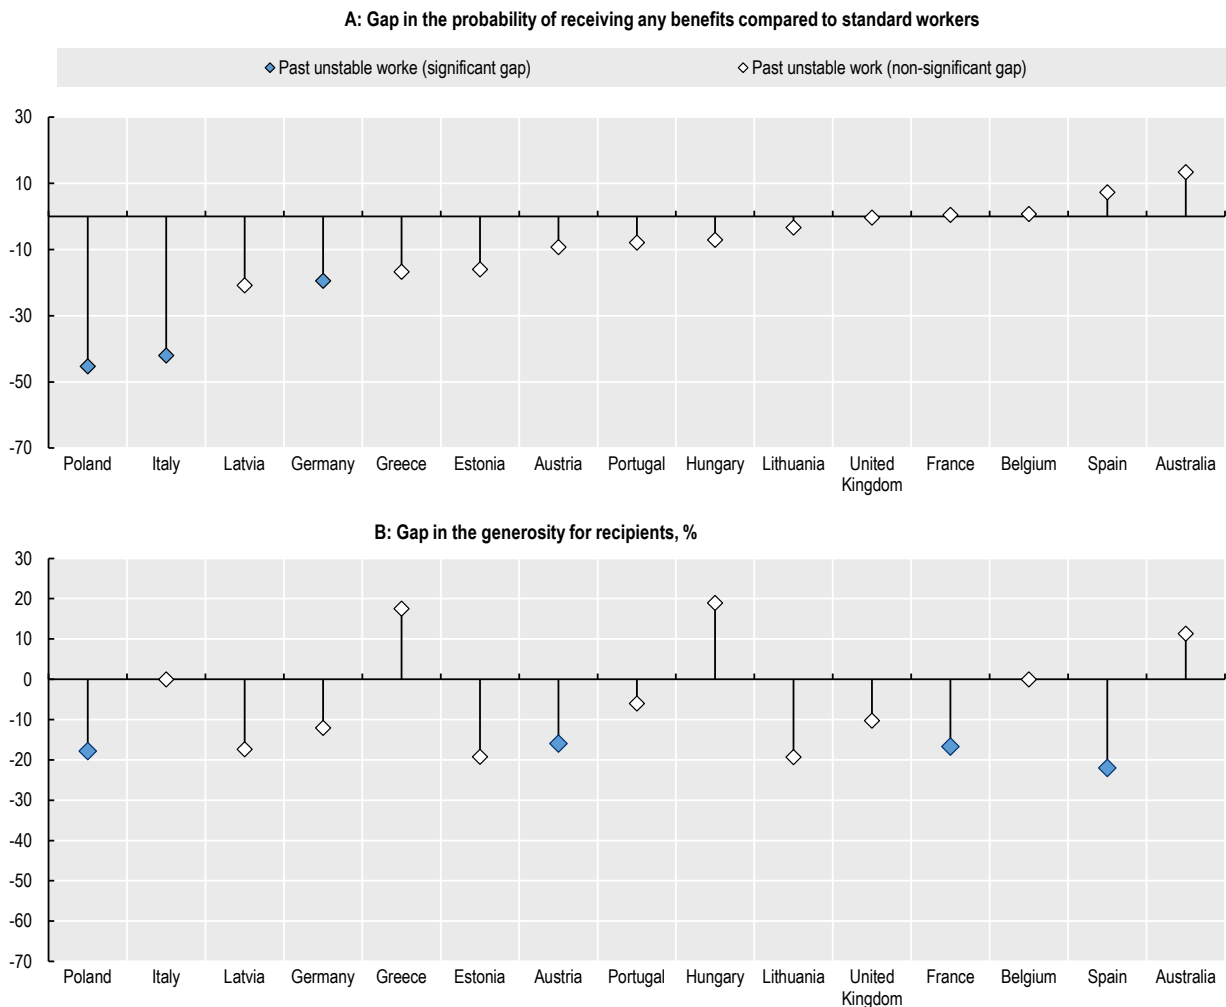 A: Gap in the probability of receiving any benefits compared to standard workers
Past unstable worke (significant gap)
Past unstable work (non-significant gap)
30
10
-10
-30
-50
-70
Poland Italy Latvia Germany Greece Estonia Austria Portugal Hungary Lithuania United Kingdom France Belgium Spain Australia
B: Gap in the generosity for recipients, %
30
20
10
0
-10
-20
-30
-40
-50
-60
-70
Poland Italy Latvia Germany Greece Estonia Austria Portugal Hungary Lithuania United Kingdom France Belgium Spain Australia